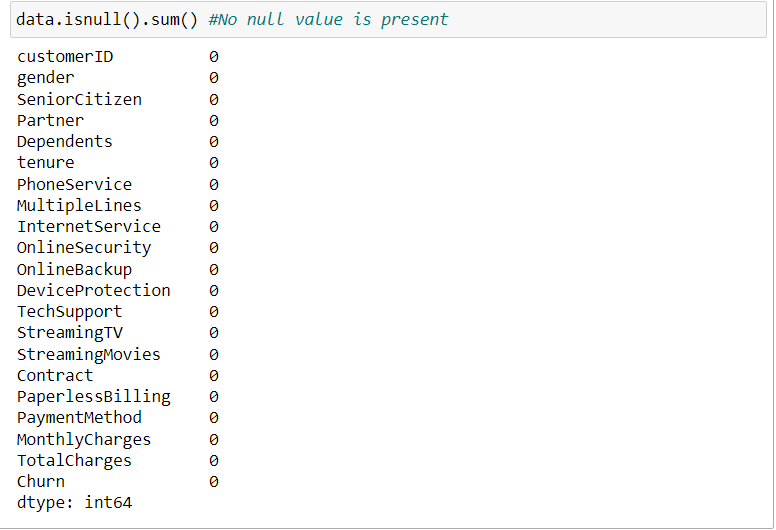 data.isnull().sum() #No null value is present
customerID 0
gender 0
SeniorCitizen 0
Partner 0
Dependents 0
tenure 0
PhoneService 0
MultipleLines 0
InternetService 0
OnlineSecurity 0
OnlineBackup 0
DeviceProtection 0
TechSupport 0
StreamingTV 0
StreamingMovies 0
Contract 0
PaperlessBilling 0
PaymentMethod 0
MonthlyCharges 0
TotalCharges 0
Churn 0
dtype: int64